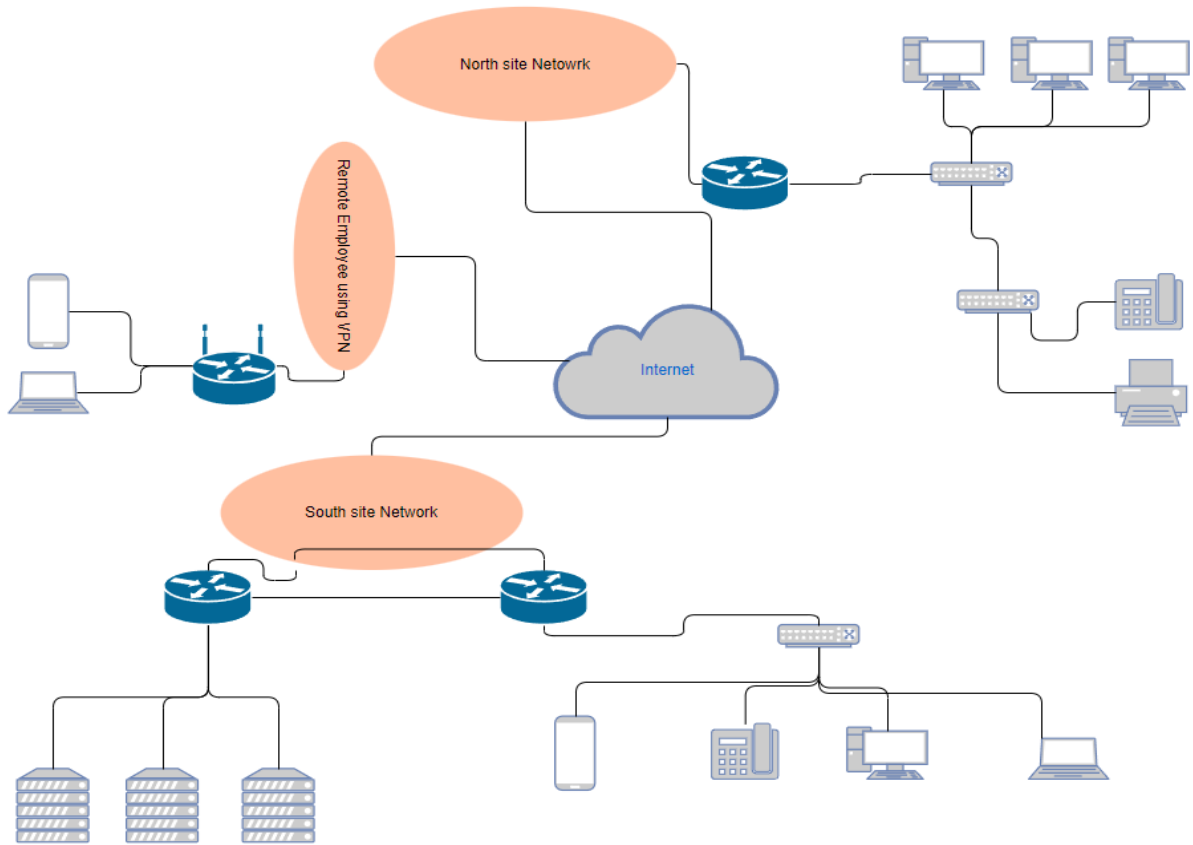 North site Netowrk
Remote Employee using VPN
Internet
South site Network